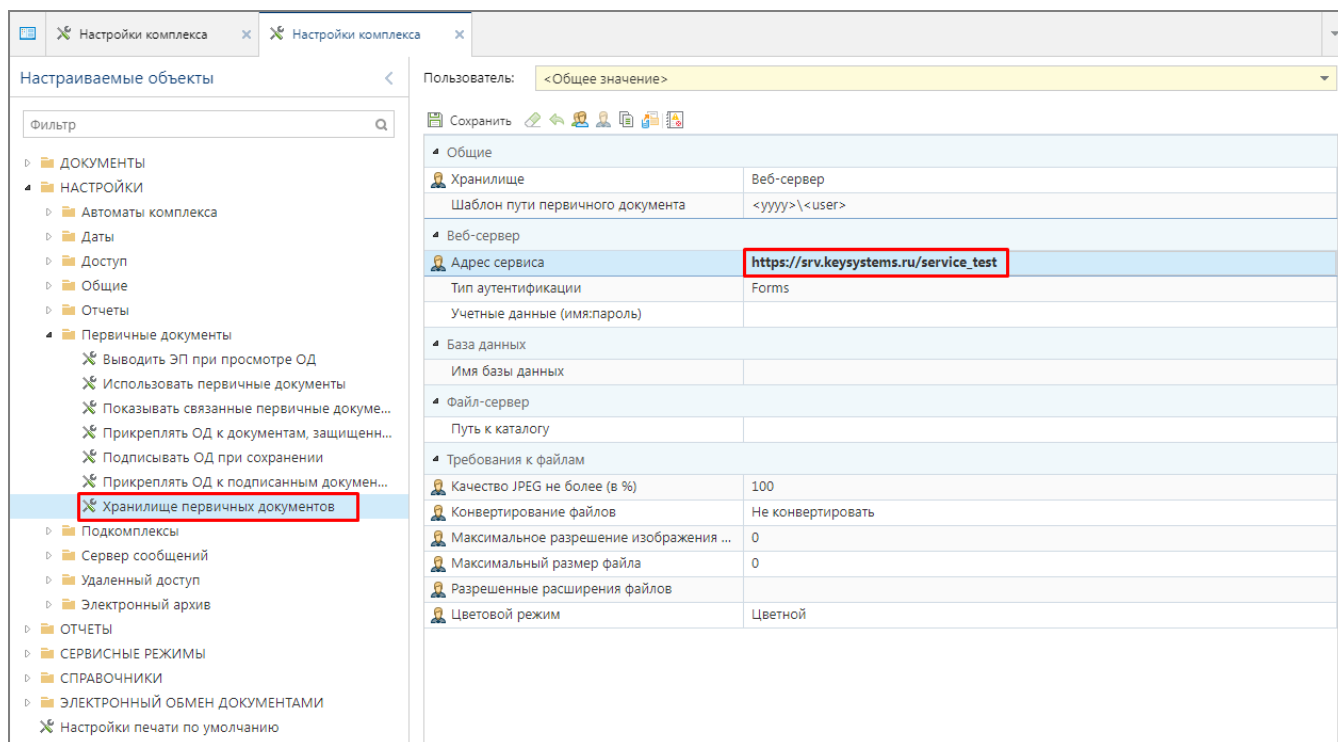 Настройки комплекса
Настройки комплекса
Настраиваемые объекты
Фильтр
ДОКУМЕНТЫ
НАСТРОЙКИ
Автоматы комплекса
Даты
Доступ
Общие
Отчеты
Первичные документы
Выводить ЭП при просмотре ОД
Использовать первичные документы
Показывать связанные первичные докуме...
Прикреплять ОД к документам, защищенн...
Подписывать ОД при сохранении
Прикреплять ОД к подписанным докумен...
Хранилище первичных документов
Подкомплексы
Сервер сообщений
Удаленный доступ
Электронный архив
ОТЧЕТЫ
СЕРВИСНЫЕ РЕЖИМЫ
СПРАВОЧНИКИ
ЭЛЕКТРОННЫЙ ОБМЕН ДОКУМЕНТАМИ
Настройки печати по умолчанию
Пользователь: <Общее значение>
Сохранить
Общие
Хранилище Веб-сервер
Шаблон пути первичного документа <yyyy>\<user>
Веб-сервер
Адрес сервиса https://srv.keysystems.ru/service_test
Тип аутентификации Forms
Учетные данные (имя:пароль)
База данных
Имя базы данных
Файл-сервер
Путь к каталогу
Требования к файлам
Качество JPEG не более (в %) 100
Конвертирование файлов Не конвертировать
Максимальное разрешение изображения ... 0
Максимальный размер файла 0
Разрешенные расширения файлов
Цветовой режим Цветной